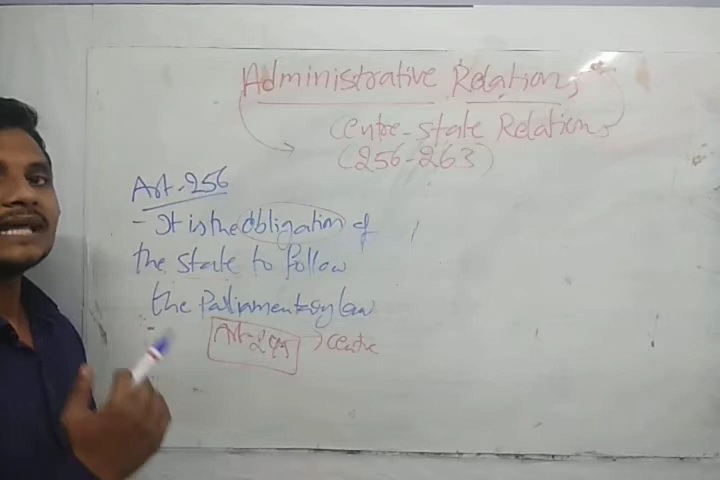 Administrative Relations
Centre-State Relations
(256-263)
Art-256
- It is the obligation of
the State to follow
the Parliamentary law
Art-245 centre